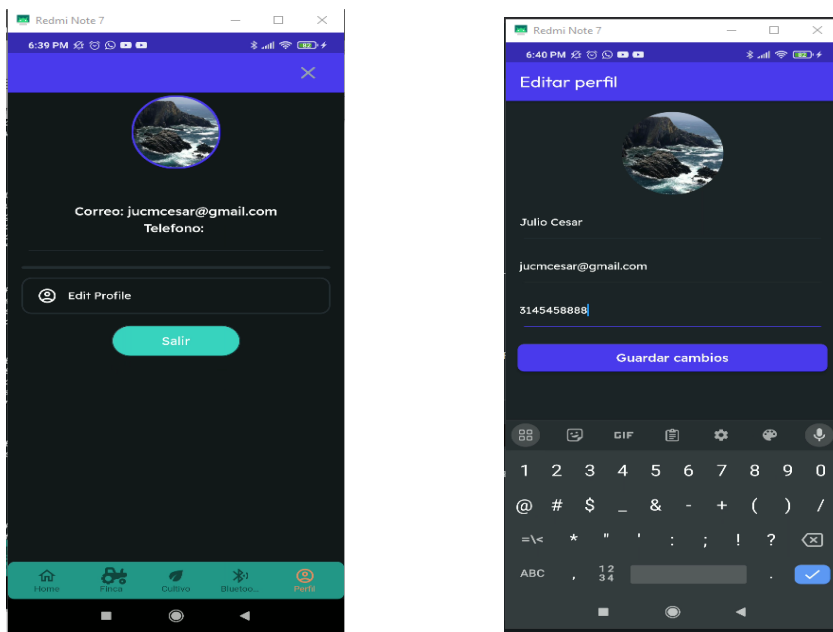 Redmi Note 7
6:39 PM
82
Correo: jucmcesar@gmail.com
Telefono:
Edit Profile
Salir
Home Finca Cultivo Bluetoo... Perfil
Redmi Note 7
6:40 PM
82
Editar perfil
Julio Cesar
jucmcesar@gmail.com
3145458888
Guardar cambios
GIF
1 2 3 4 5 6 7 8 9 0
@ # $ _ & - + ( ) /
=\< * " ' : ; ! ?
ABC , 12 34 .